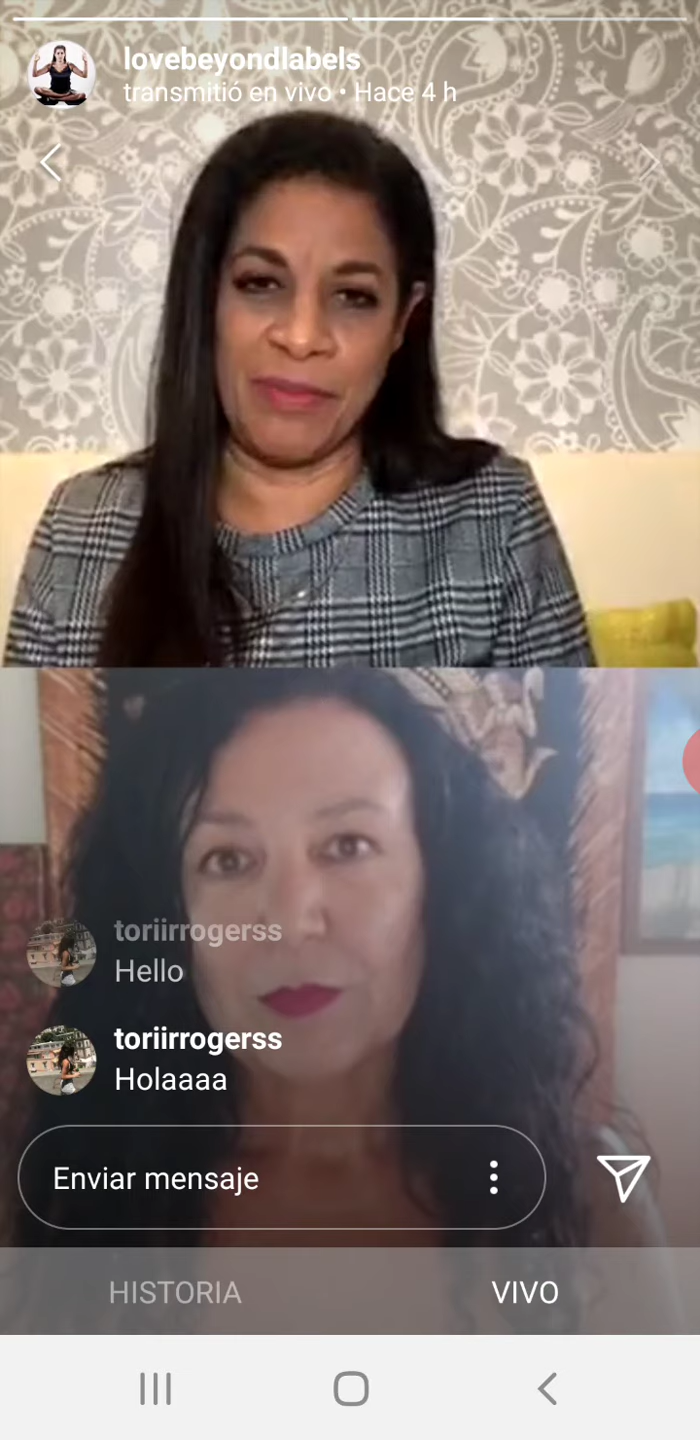 lovebeyondlabels
transmitió en vivo • Hace 4 h
toriirrogerss
Hello
toriirrogerss
Holaaaa
Enviar mensaje
HISTORIA
VIVO